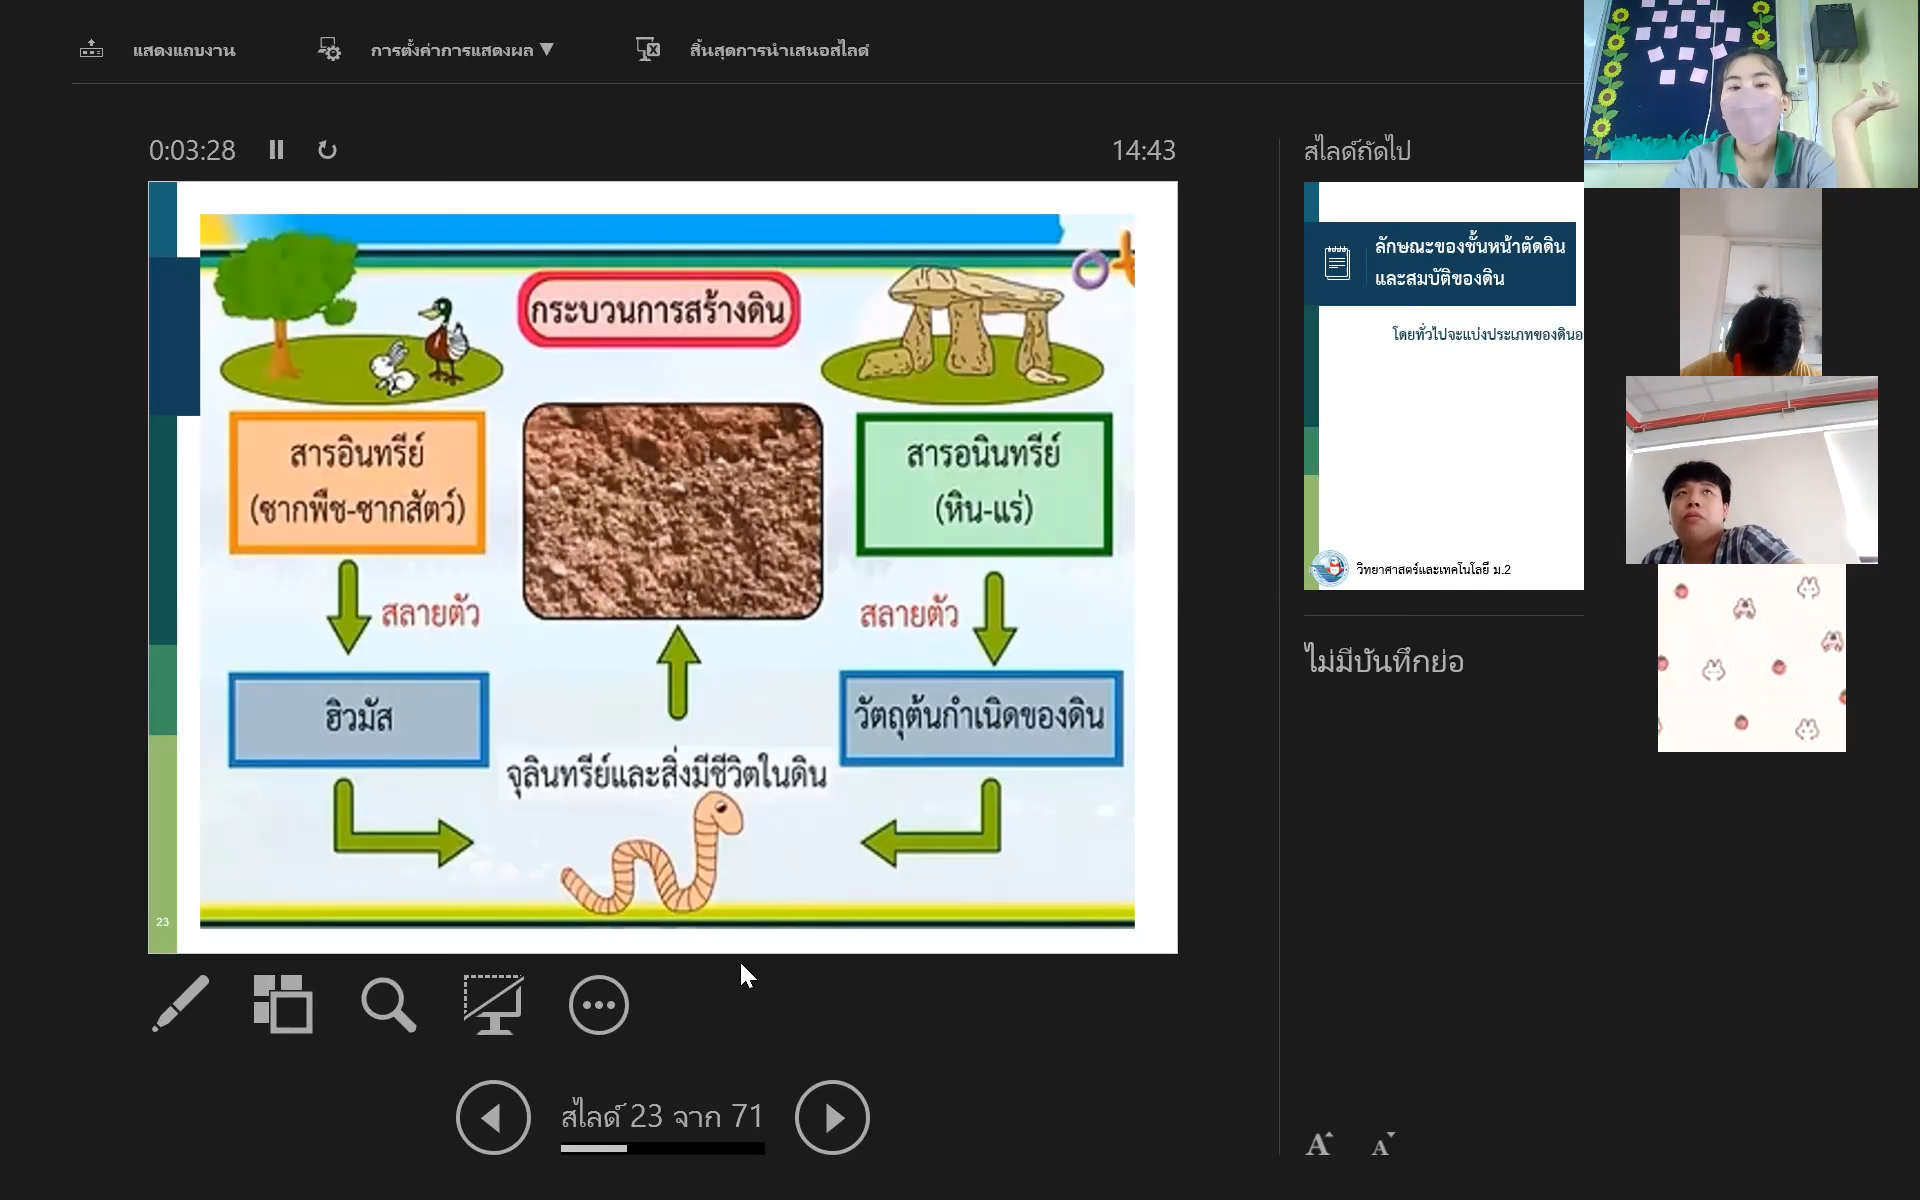 แสดงแถบงาน
การตั้งค่าการแสดงผล ▼
สิ้นสุดการนำเสนอสไลด์
0:03:28
14:43
กระบวนการสร้างดิน
สารอินทรีย์
(ซากพืช-ซากสัตว์)
สารอนินทรีย์
(หิน-แร่)
สลายตัว
สลายตัว
ฮิวมัส
วัตถุต้นกำเนิดของดิน
จุลินทรีย์และสิ่งมีชีวิตในดิน
23
สไลด์ 23 จาก 71
สไลด์ถัดไป
ลักษณะของชั้นหน้าตัดดิน
และสมบัติของดิน
โดยทั่วไปจะแบ่งประเภทของดินอ
วิทยาศาสตร์และเทคโนโลยี ม.2
ไม่มีบันทึกย่อ
A A